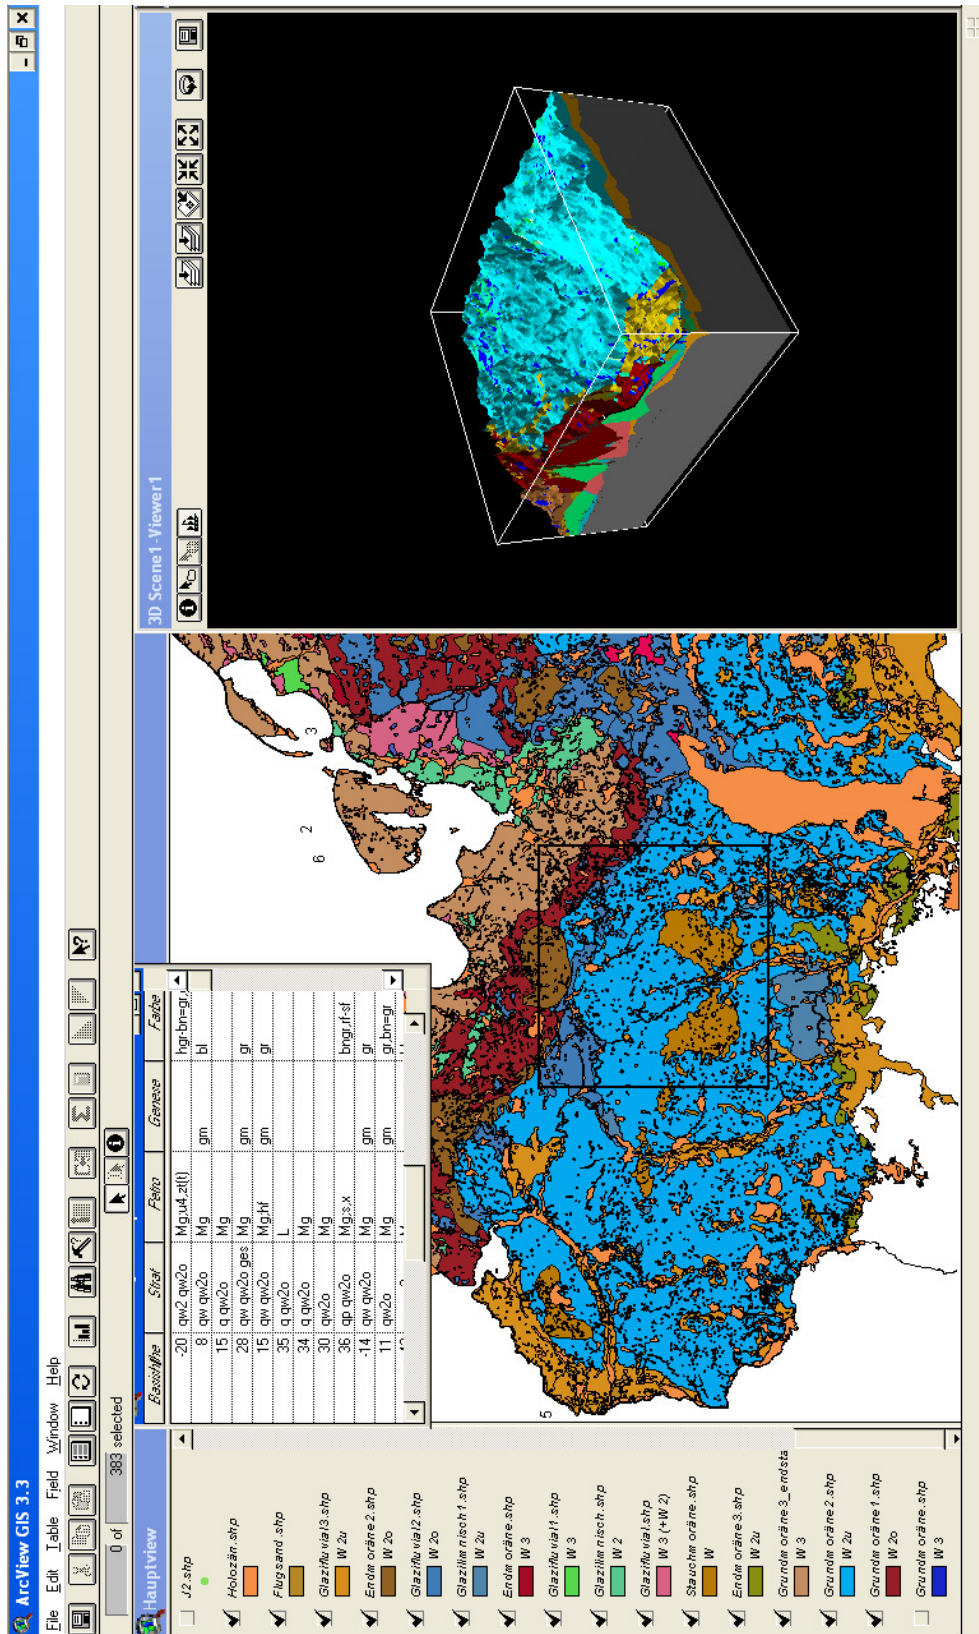 ArcView GIS 3.3
File Edit Table Field Window Help
0 of 383 selected
Hauptview
J2.shp
Holozän.shp
Flugsand.shp
Glazifluvial3.shp
W 2u
Endmoräne2.shp
W 2o
Glazifluvial2.shp
W 2o
Glazilimnisch1.shp
W 2u
Endmoräne.shp
W 3
Glazifluvial1.shp
W 3
Glazilimnisch.shp
W 2
Glazifluvial.shp
W 3 (+W 2)
Stauchmoräne.shp
W
Endmoräne3.shp
W 2u
Grundmoräne3_endsta
W 3
Grundmoräne2.shp
W 2u
Grundmoräne1.shp
W 2o
Grundmoräne.shp
W 3
Basishöhe Strat Petro Genese Farbe
-20 qw2 qw2o Mg,u4,zt(t) hgr-bn=gr,
8 qw qw2o Mg gm bl
15 q qw2o Mg
28 qw qw2o ges Mg gm gr
15 qw qw2o Mg,hf gm gr
35 q qw2o L
34 q qw2o Mg
30 qw2o Mg
36 qp qw2o Mg,s,x bngr,rf-sf
-14 qw qw2o Mg gm gr
11 qw2o Mg gm gr,bn=gr
5
6
2
3
3D Scene1 - Viewer1